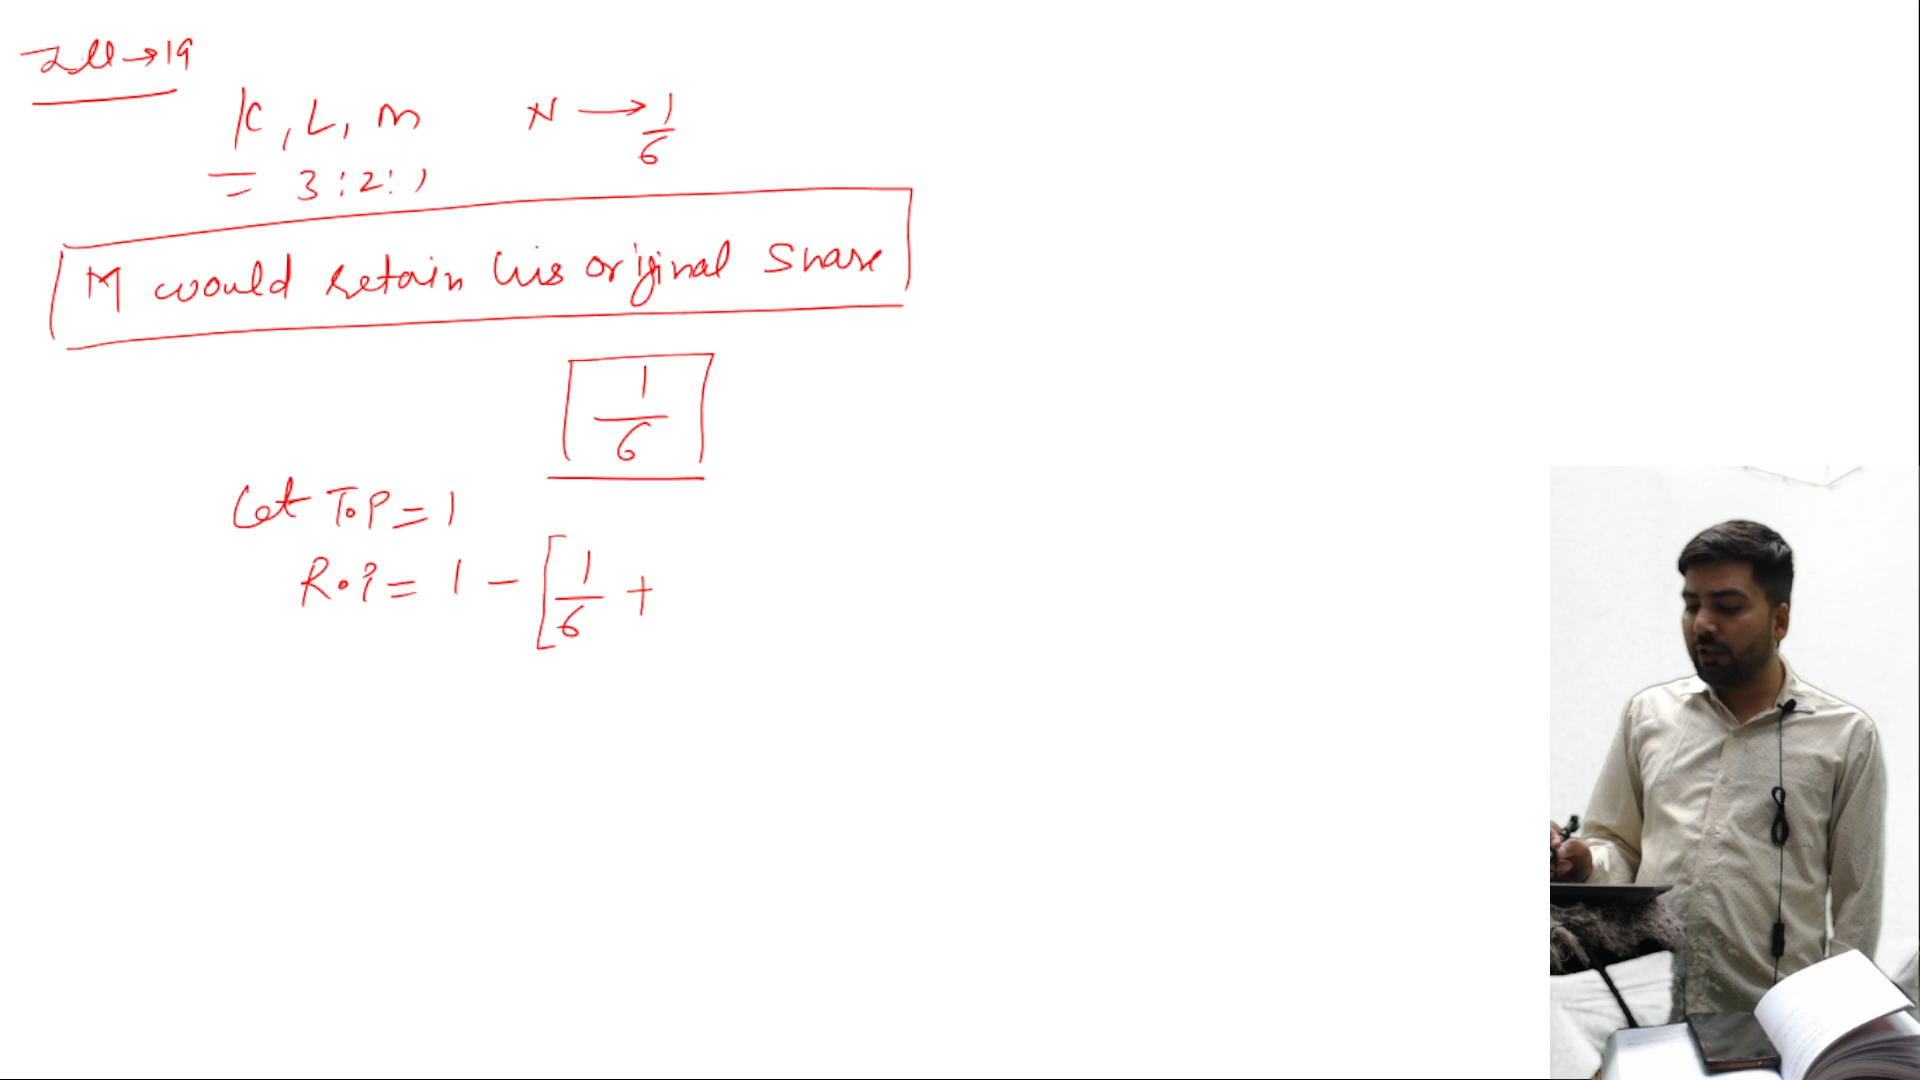 Ill → 19
K, L, M N → 1/6
= 3:2:1
M would retain his original share
1/6
Let T.P = 1
R.P = 1 - [1/6 +